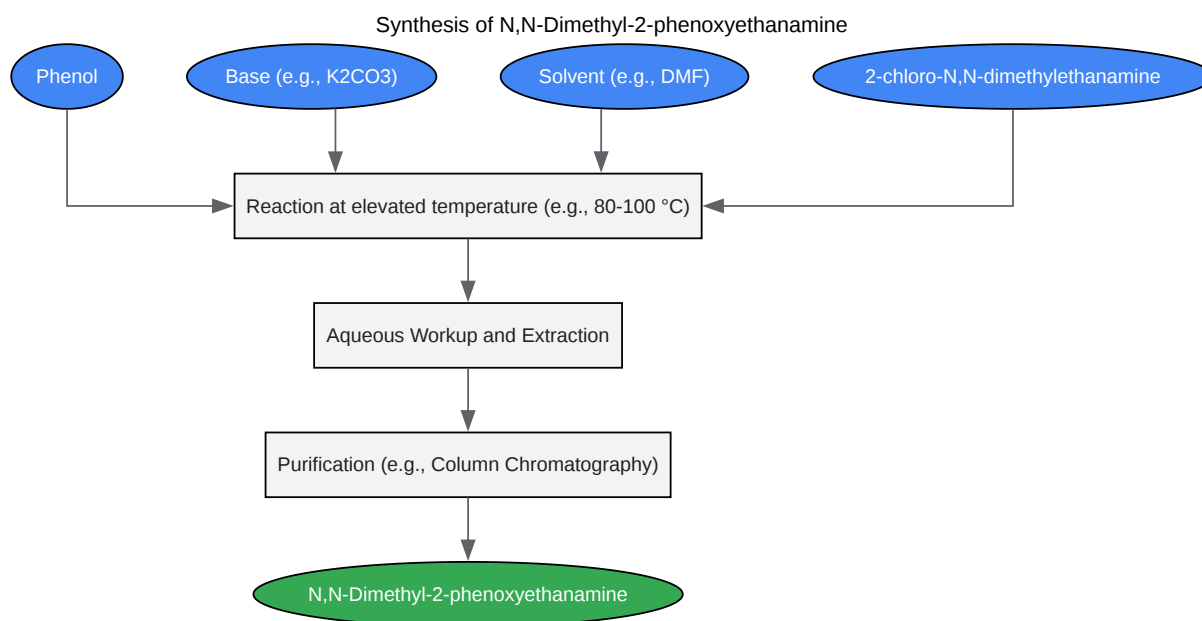 Synthesis of N,N-Dimethyl-2-phenoxyethanamine
Phenol
Base (e.g., K2CO3)
Solvent (e.g., DMF)
2-chloro-N,N-dimethylethanamine
Reaction at elevated temperature (e.g., 80-100 °C)
Aqueous Workup and Extraction
Purification (e.g., Column Chromatography)
N,N-Dimethyl-2-phenoxyethanamine